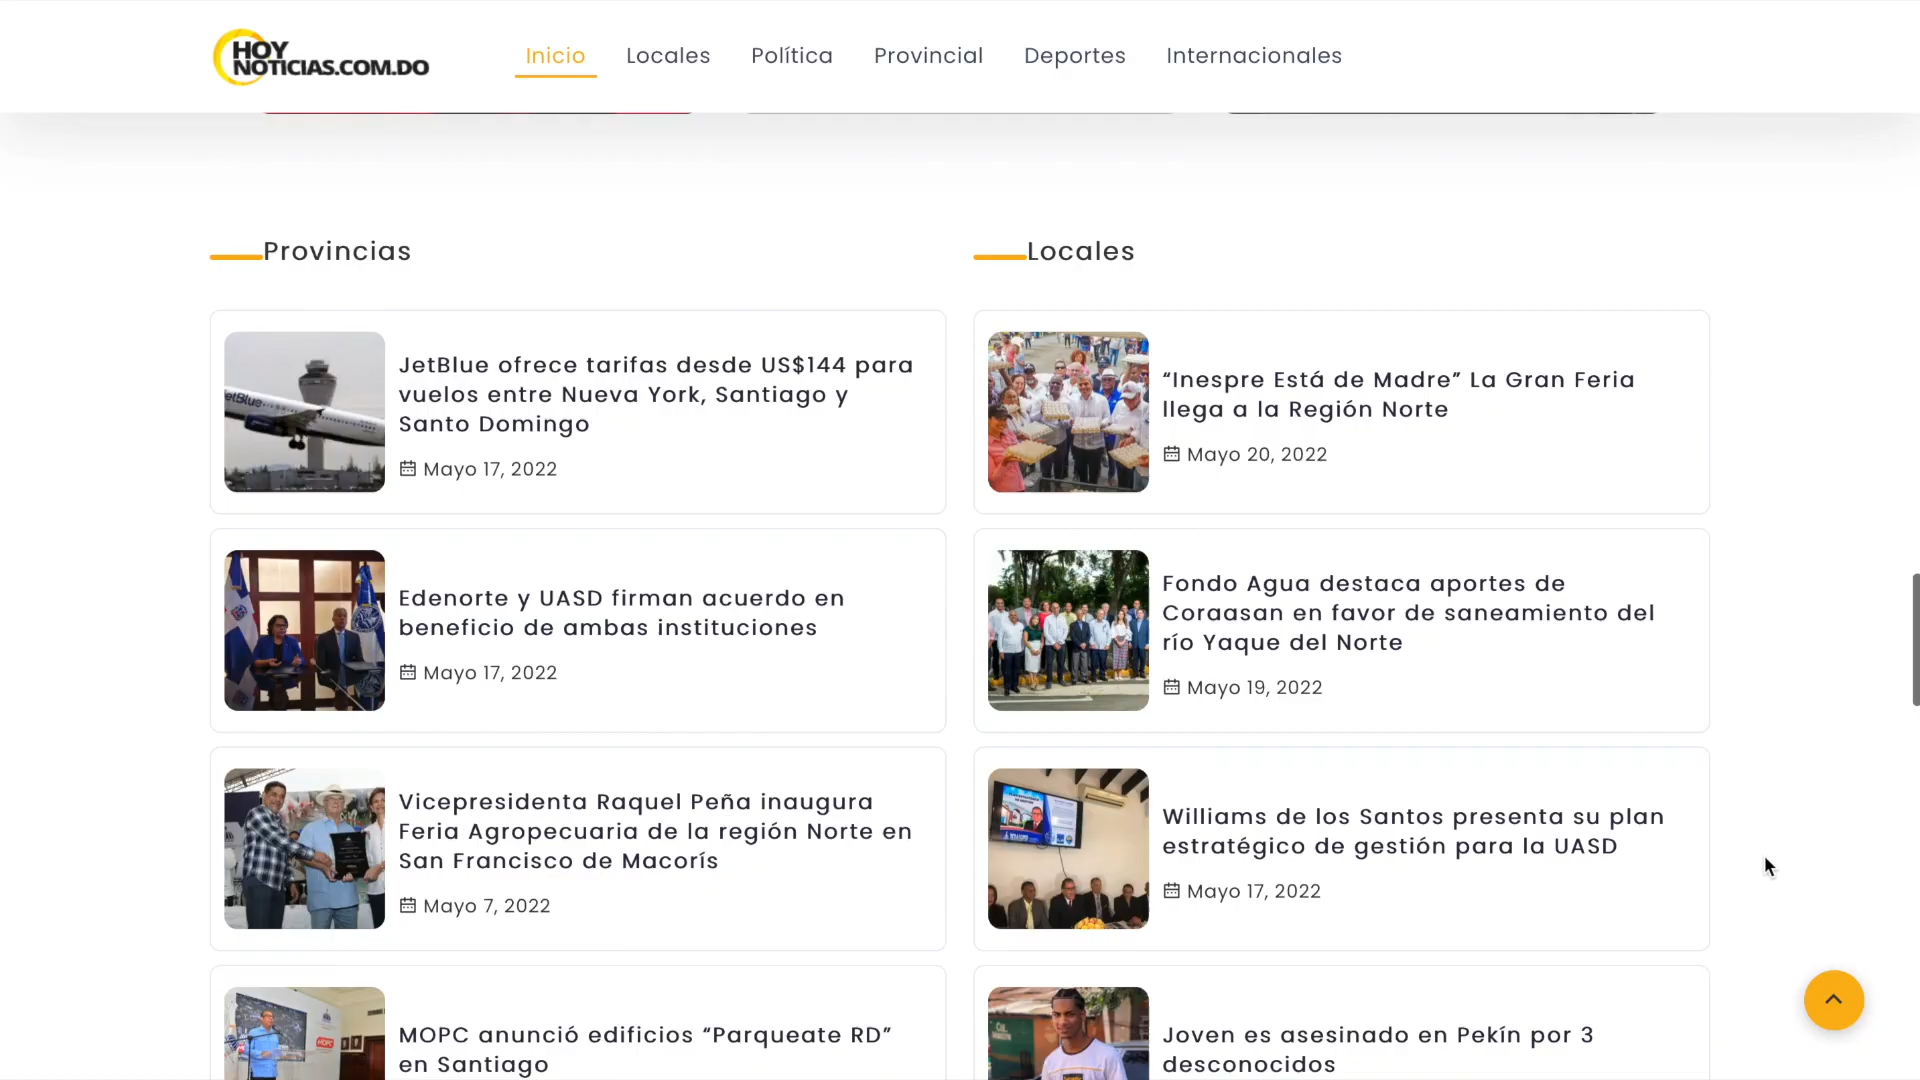 HOY
NOTICIAS.COM.DO
Inicio
Locales
Política
Provincial
Deportes
Internacionales
Provincias
JetBlue ofrece tarifas desde US$144 para
vuelos entre Nueva York, Santiago y
Santo Domingo
Mayo 17, 2022
Edenorte y UASD firman acuerdo en
beneficio de ambas instituciones
Mayo 17, 2022
Vicepresidenta Raquel Peña inaugura
Feria Agropecuaria de la región Norte en
San Francisco de Macorís
Mayo 7, 2022
MOPC anunció edificios “Parqueate RD”
en Santiago
Locales
“Inespre Está de Madre” La Gran Feria
llega a la Región Norte
Mayo 20, 2022
Fondo Agua destaca aportes de
Coraasan en favor de saneamiento del
río Yaque del Norte
Mayo 19, 2022
Williams de los Santos presenta su plan
estratégico de gestión para la UASD
Mayo 17, 2022
Joven es asesinado en Pekín por 3
desconocidos